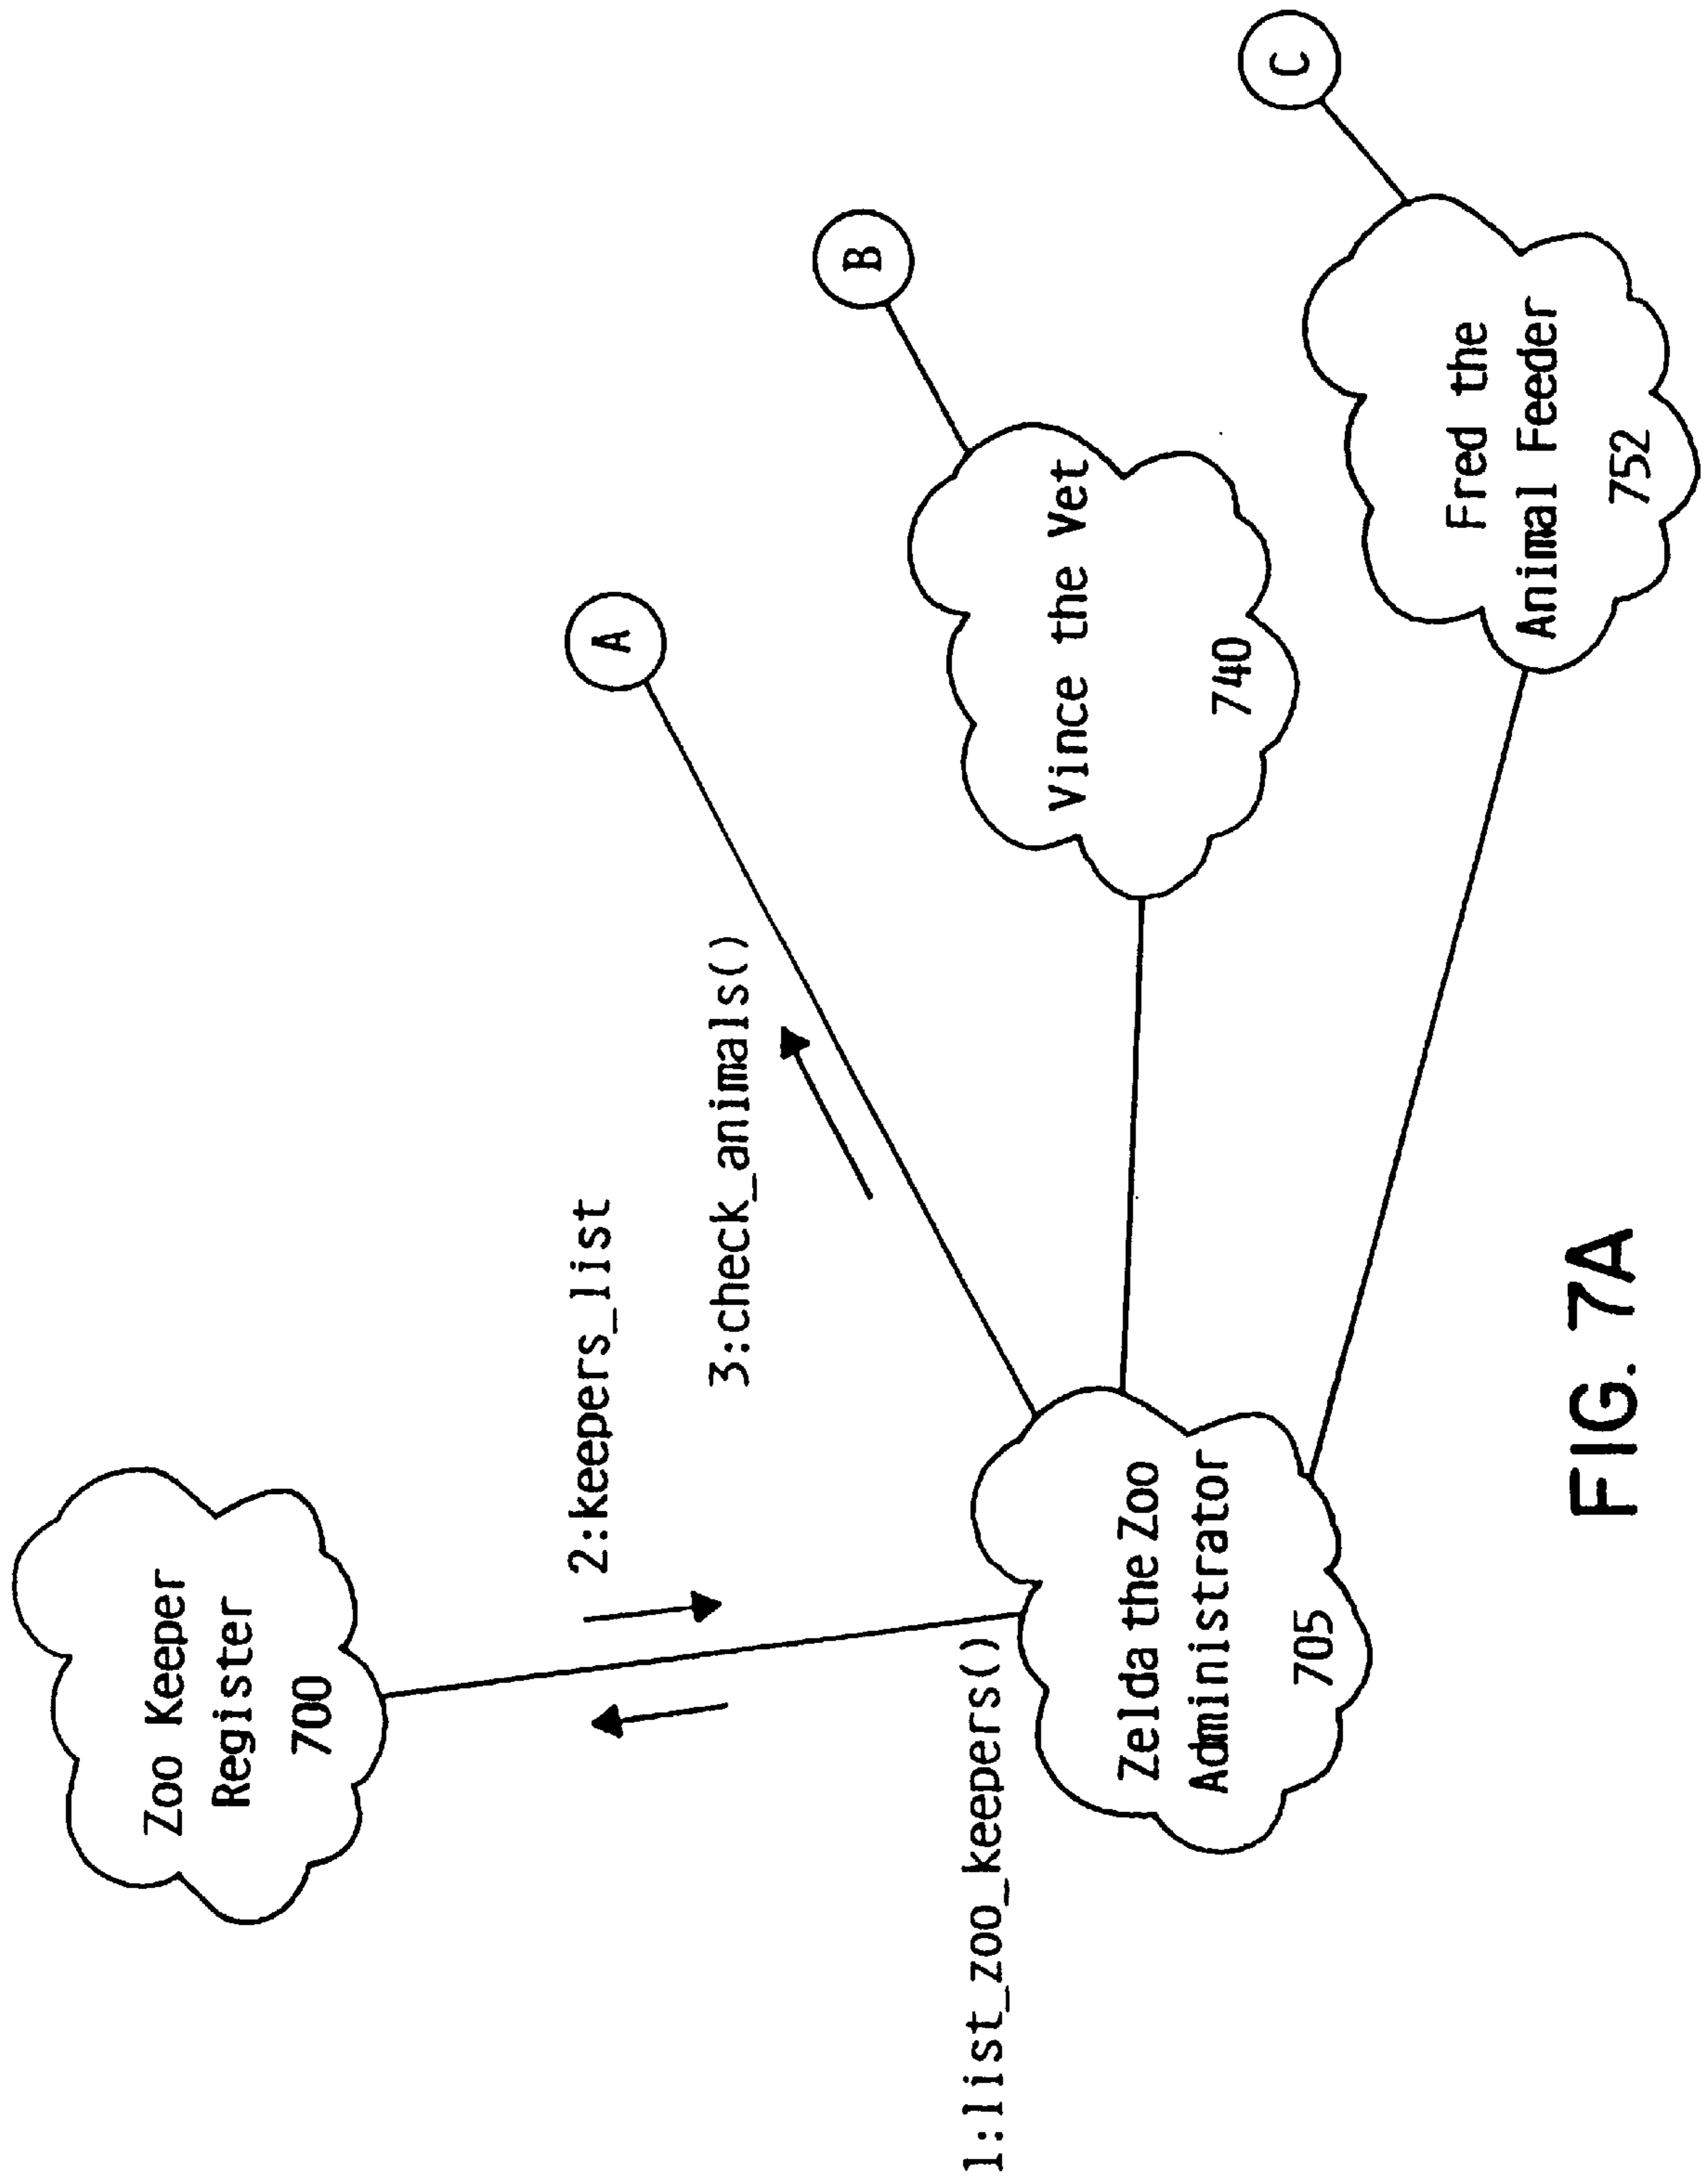 Zoo Keeper
Register
700
2:keepers_list
3:check_animals()
A
B
C
1:list_zoo_keepers()
Zelda the Zoo
Administrator
705
Vince the Vet
740
Fred the
Animal Feeder
752
FIG. 7A